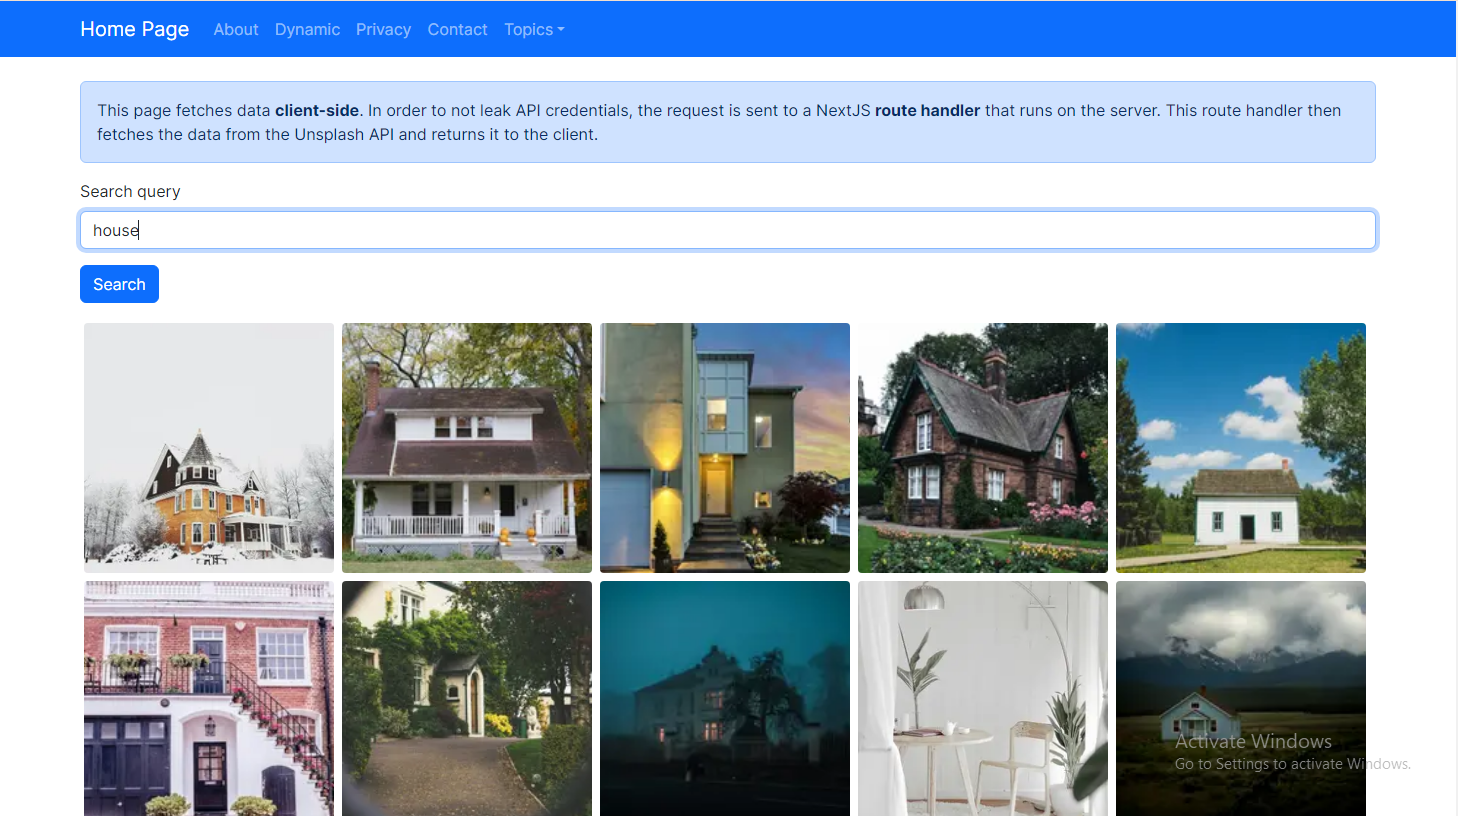 Home Page About Dynamic Privacy Contact Topics
This page fetches data client-side. In order to not leak API credentials, the request is sent to a NextJS route handler that runs on the server. This route handler then
fetches the data from the Unsplash API and returns it to the client.
Search query
house
Search
Activate Windows
Go to Settings to activate Windows.